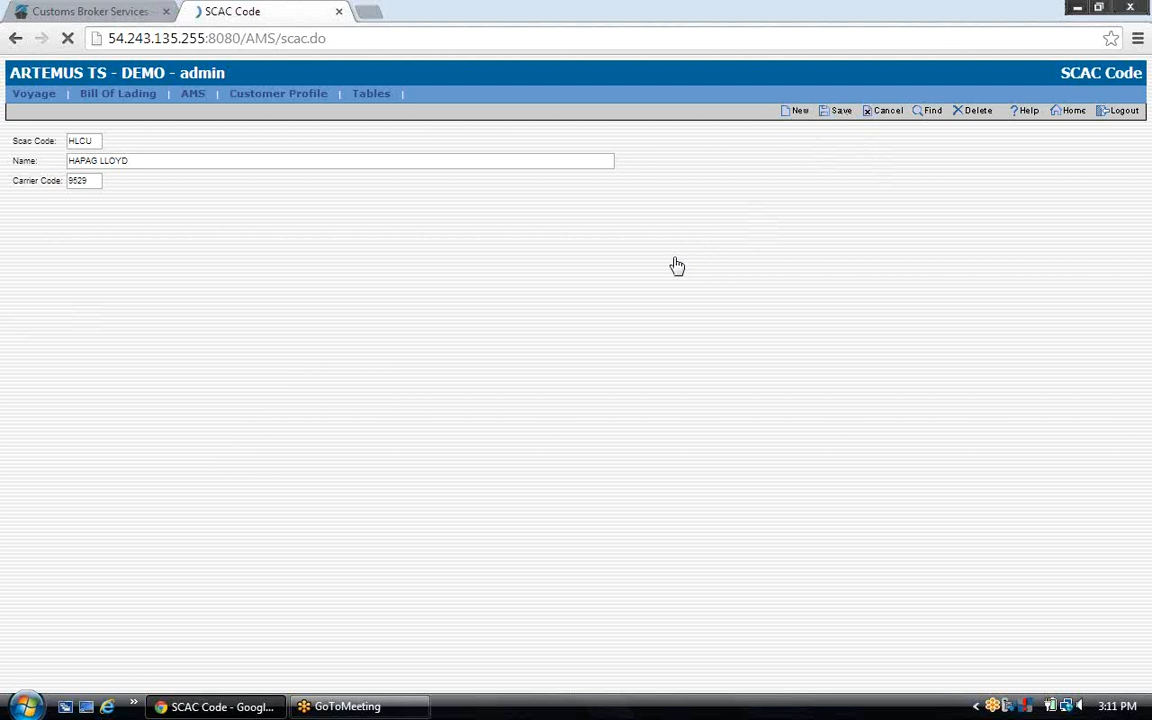 Customs Broker Services
SCAC Code
54.243.135.255:8080/AMS/scac.do
ARTEMUS TS - DEMO - admin
SCAC Code
Voyage | Bill Of Lading | AMS | Customer Profile | Tables |
New Save Cancel Find Delete Help Home Logout
Scac Code: HLCU
Name: HAPAG LLOYD
Carrier Code: 9529
SCAC Code - Googl...
GoToMeeting
3:11 PM